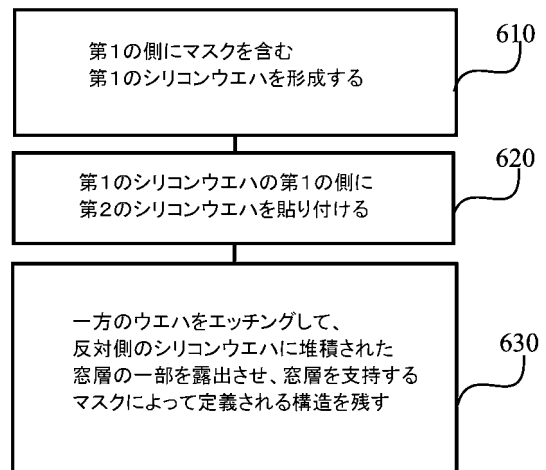 第1の側にマスクを含む
第1のシリコンウエハを形成する
610
第1のシリコンウエハの第1の側に
第2のシリコンウエハを貼り付ける
620
一方のウエハをエッチングして、
反対側のシリコンウエハに堆積された
窓層の一部を露出させ、窓層を支持する
マスクによって定義される構造を残す
630